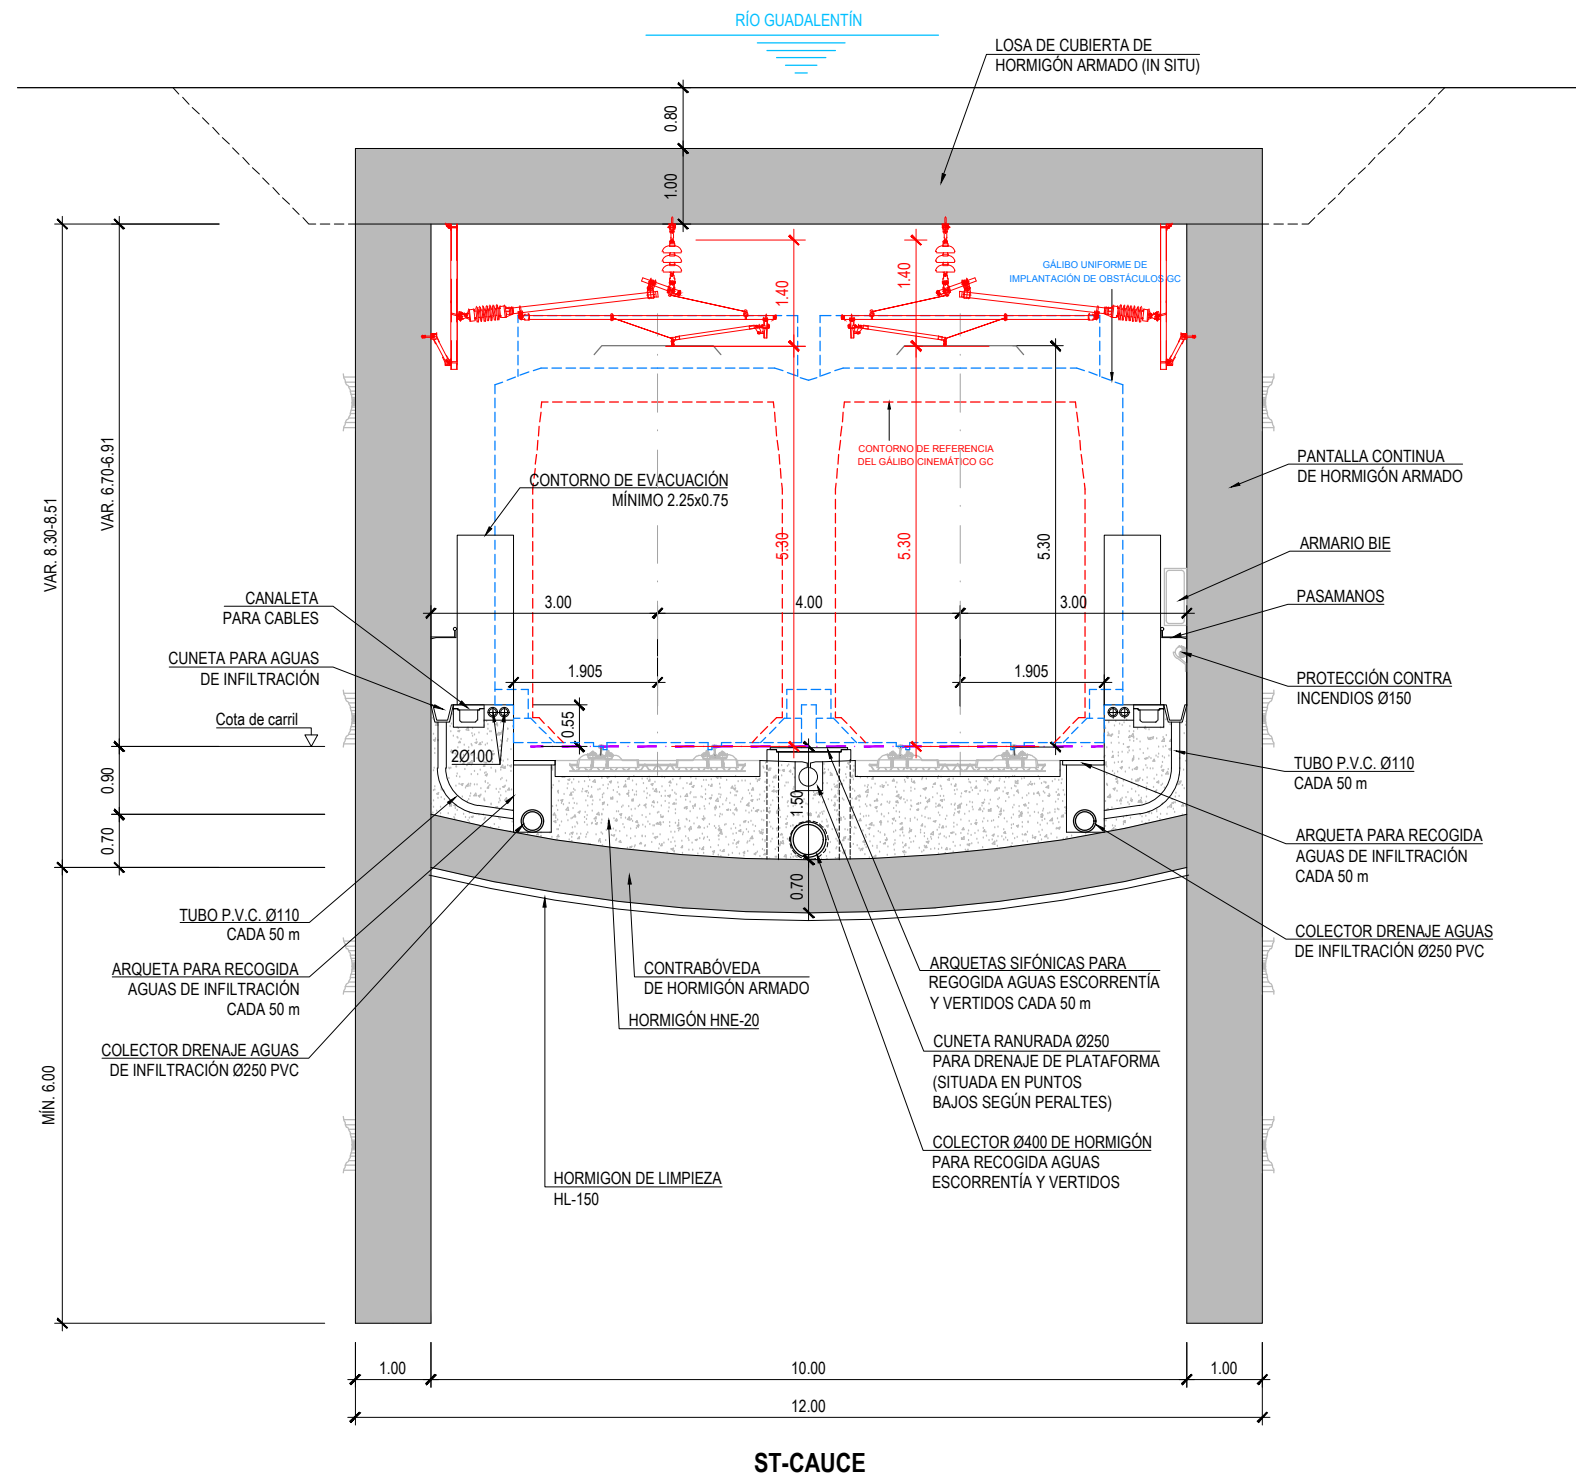 RÍO GUADALENTÍN
LOSA DE CUBIERTA DE
HORMIGÓN ARMADO (IN SITU)
0.80
1.00
GÁLIBO UNIFORME DE
IMPLANTACIÓN DE OBSTÁCULOS GC
1.40
1.40
CONTORNO DE REFERENCIA
DEL GÁLIBO CINEMÁTICO GC
CONTORNO DE EVACUACIÓN
MÍNIMO 2.25x0.75
PANTALLA CONTINUA
DE HORMIGÓN ARMADO
VAR. 8.30-8.51
VAR. 6.70-6.91
5.30
5.30
5.30
ARMARIO BIE
PASAMANOS
CANALETA
PARA CABLES
3.00
4.00
3.00
CUNETA PARA AGUAS
DE INFILTRACIÓN
1.905
1.905
PROTECCIÓN CONTRA
INCENDIOS Ø150
Cota de carril
0.55
2Ø100
TUBO P.V.C. Ø110
CADA 50 m
0.90
0.70
1.50
0.70
ARQUETA PARA RECOGIDA
AGUAS DE INFILTRACIÓN
CADA 50 m
TUBO P.V.C. Ø110
CADA 50 m
COLECTOR DRENAJE AGUAS
DE INFILTRACIÓN Ø250 PVC
ARQUETA PARA RECOGIDA
AGUAS DE INFILTRACIÓN
CADA 50 m
CONTRABÓVEDA
DE HORMIGÓN ARMADO
ARQUETAS SIFÓNICAS PARA
REGOGIDA AGUAS ESCORRENTÍA
Y VERTIDOS CADA 50 m
HORMIGÓN HNE-20
COLECTOR DRENAJE AGUAS
DE INFILTRACIÓN Ø250 PVC
CUNETA RANURADA Ø250
PARA DRENAJE DE PLATAFORMA
(SITUADA EN PUNTOS
BAJOS SEGÚN PERALTES)
MÍN. 6.00
COLECTOR Ø400 DE HORMIGÓN
PARA RECOGIDA AGUAS
ESCORRENTÍA Y VERTIDOS
HORMIGON DE LIMPIEZA
HL-150
1.00
10.00
1.00
12.00
ST-CAUCE